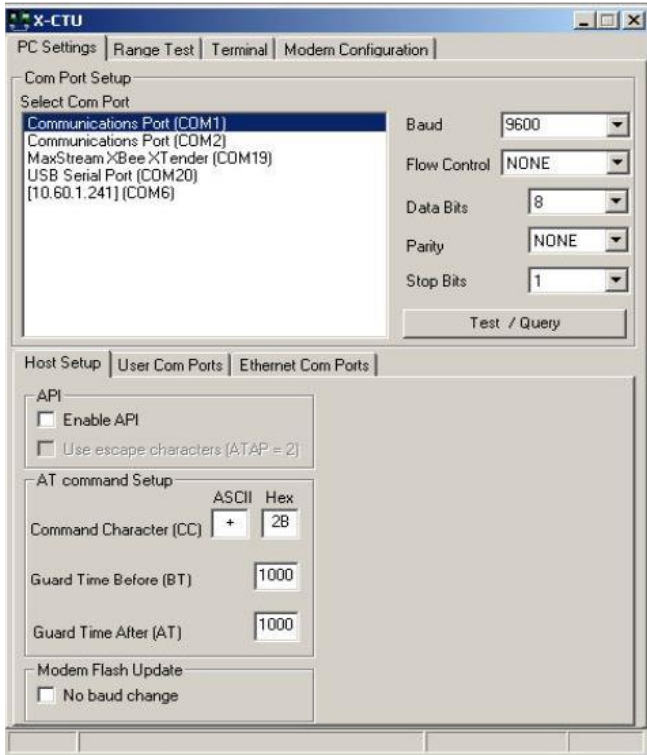 X-CTU
PC Settings Range Test Terminal Modem Configuration
Com Port Setup
Select Com Port
Communications Port (COM1)
Communications Port (COM2)
MaxStream XBee XTender (COM19)
USB Serial Port (COM20)
[10.60.1.241] (COM6)
Baud 9600
Flow Control NONE
Data Bits 8
Parity NONE
Stop Bits 1
Test / Query
Host Setup User Com Ports Ethernet Com Ports
API
Enable API
Use escape characters (ATAP = 2)
AT command Setup
ASCII Hex
Command Character (CC) + 2B
Guard Time Before (BT) 1000
Guard Time After (AT) 1000
Modem Flash Update
No baud change